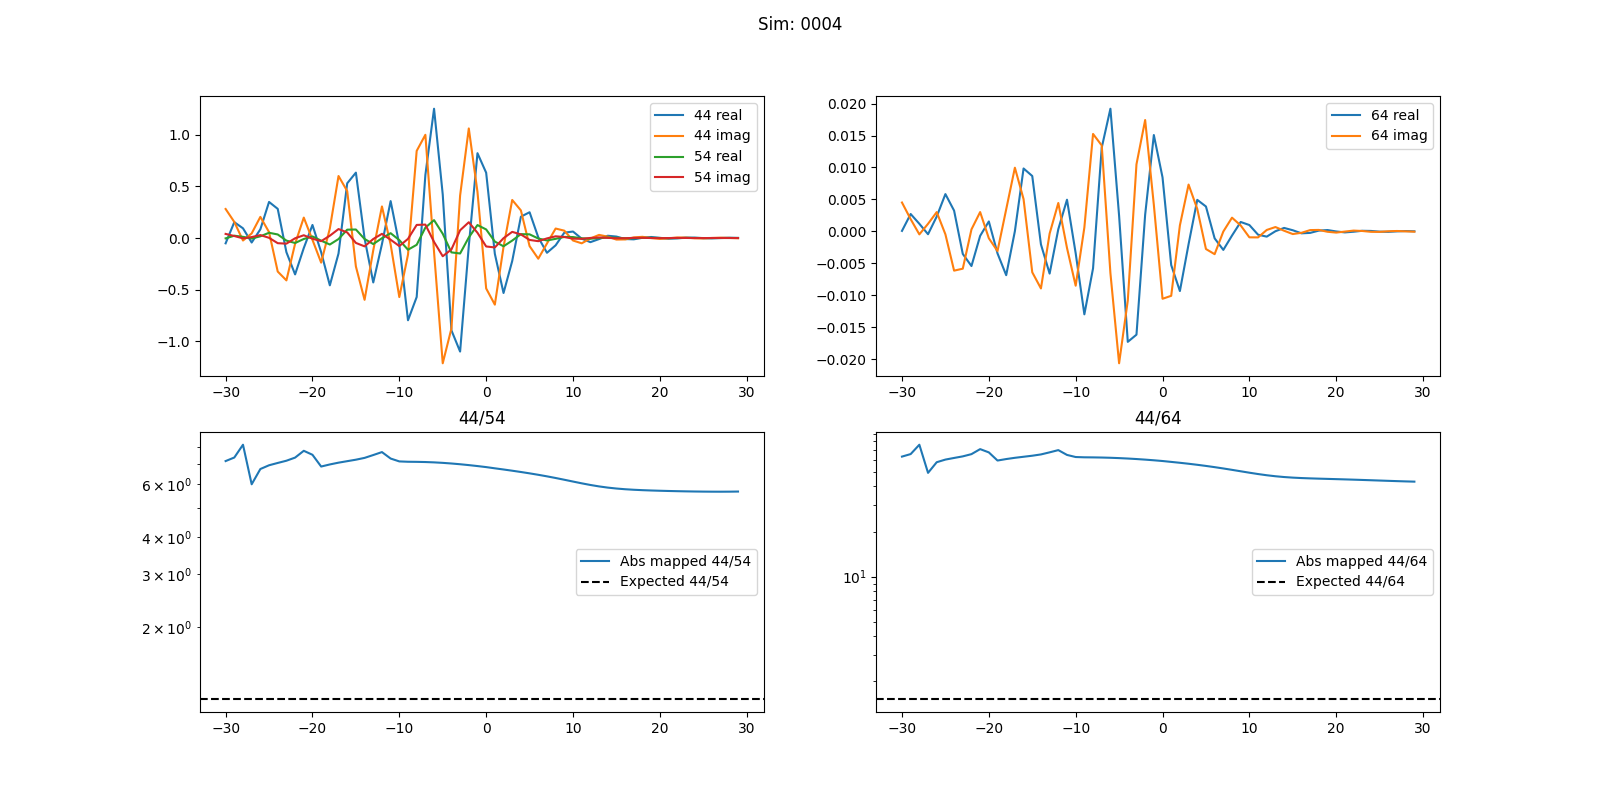 Sim: 0004
44 real
44 imag
54 real
54 imag
1.0
0.5
0.0
−0.5
−1.0
−30 −20 −10 0 10 20 30
64 real
64 imag
0.020
0.015
0.010
0.005
0.000
−0.005
−0.010
−0.015
−0.020
−30 −20 −10 0 10 20 30
44/54
6 × 10⁰
4 × 10⁰
3 × 10⁰
2 × 10⁰
Abs mapped 44/54
Expected 44/54
−30 −20 −10 0 10 20 30
44/64
10¹
Abs mapped 44/64
Expected 44/64
−30 −20 −10 0 10 20 30